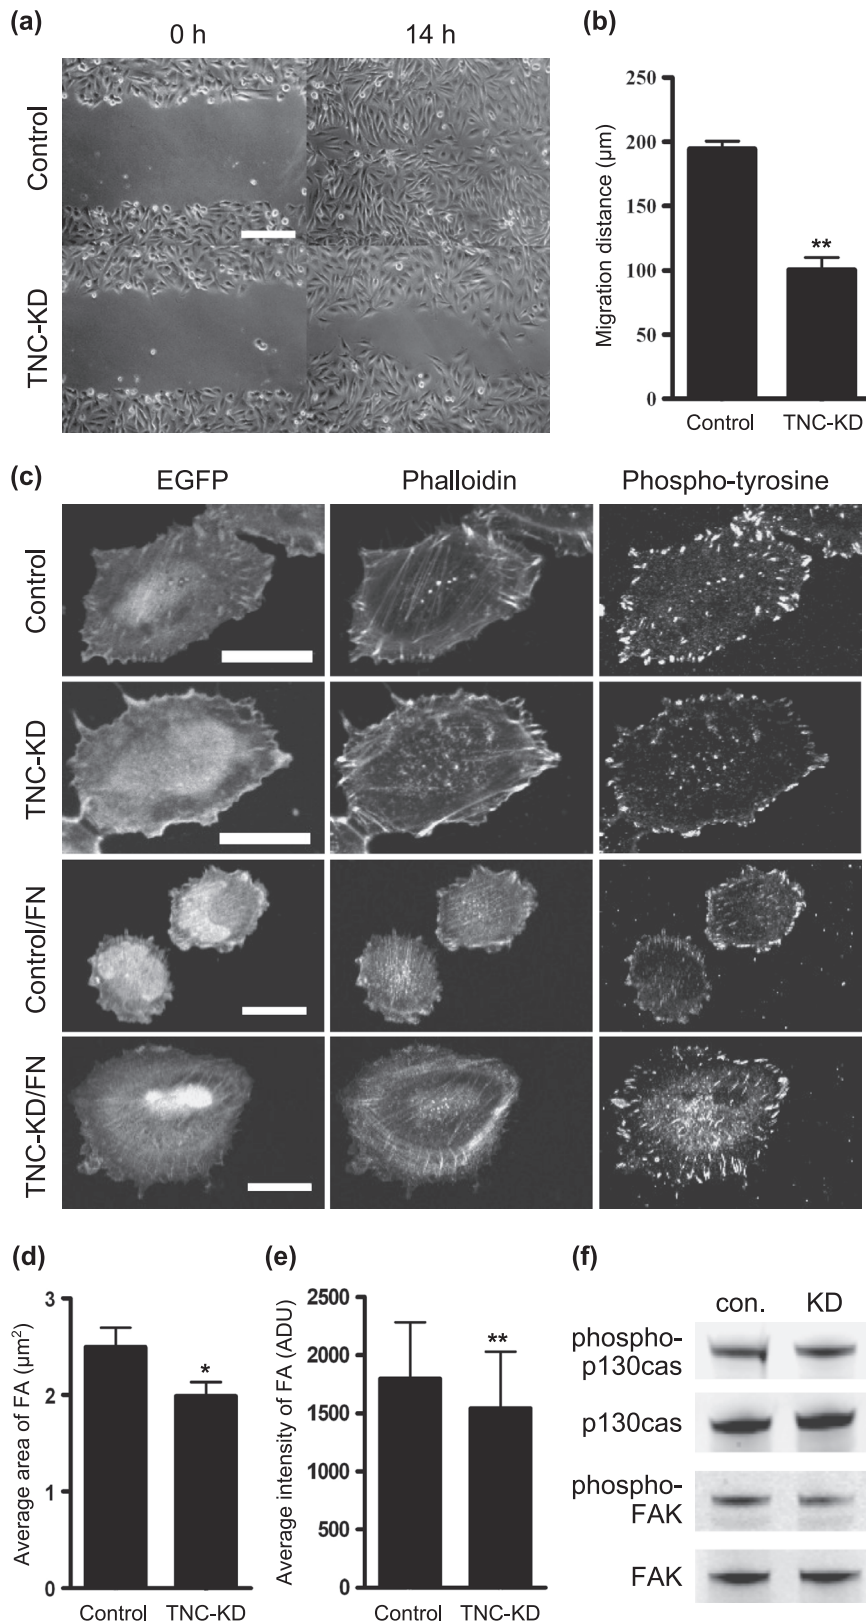 (a)
0 h
14 h
Control
TNC-KD
(b)
Migration distance (μm)
250
200
150
100
50
0
**
Control
TNC-KD
(c)
EGFP
Phalloidin
Phospho-tyrosine
Control
TNC-KD
Control/FN
TNC-KD/FN
(d)
Average area of FA (μm²)
3
2
1
0
*
Control
TNC-KD
(e)
Average intensity of FA (ADU)
2500
2000
1500
1000
500
0
**
Control
TNC-KD
(f)
con.
KD
phospho-
p130cas
p130cas
phospho-
FAK
FAK